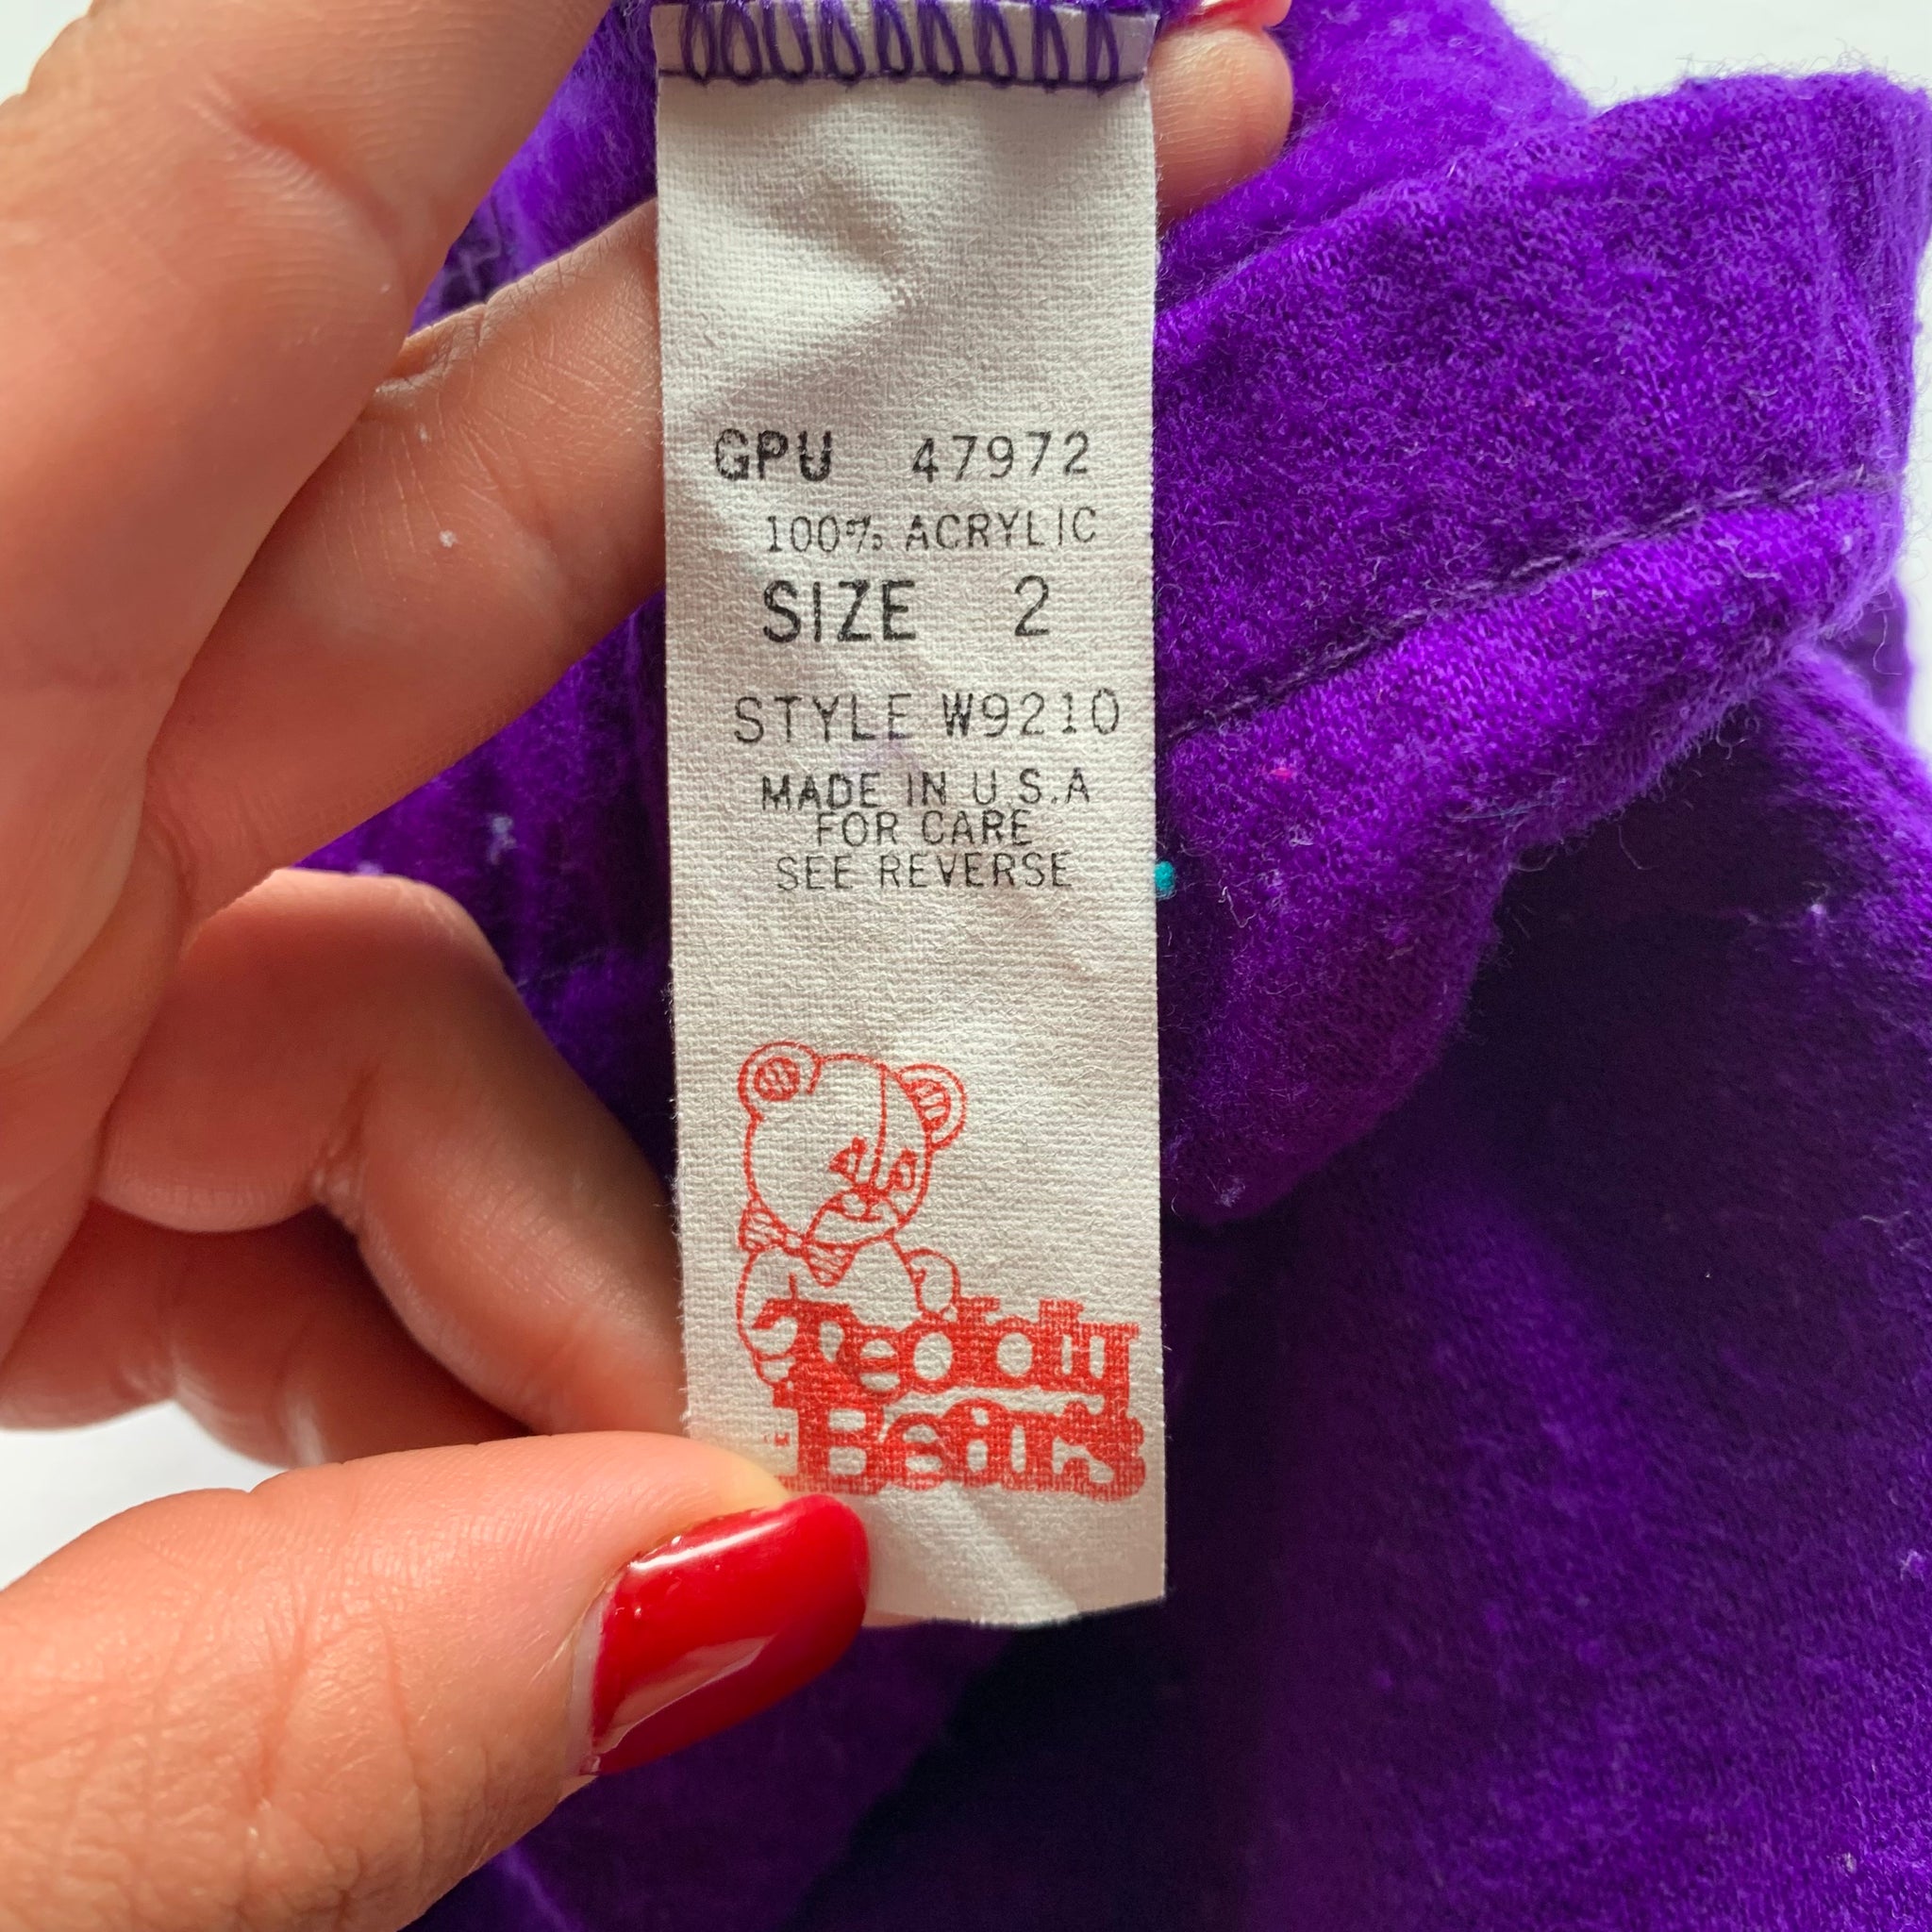 GPU 47972
100% ACRYLIC
SIZE 2
STYLE W9210
MADE IN U.S.A
FOR CARE
SEE REVERSE
Teddy
Bears